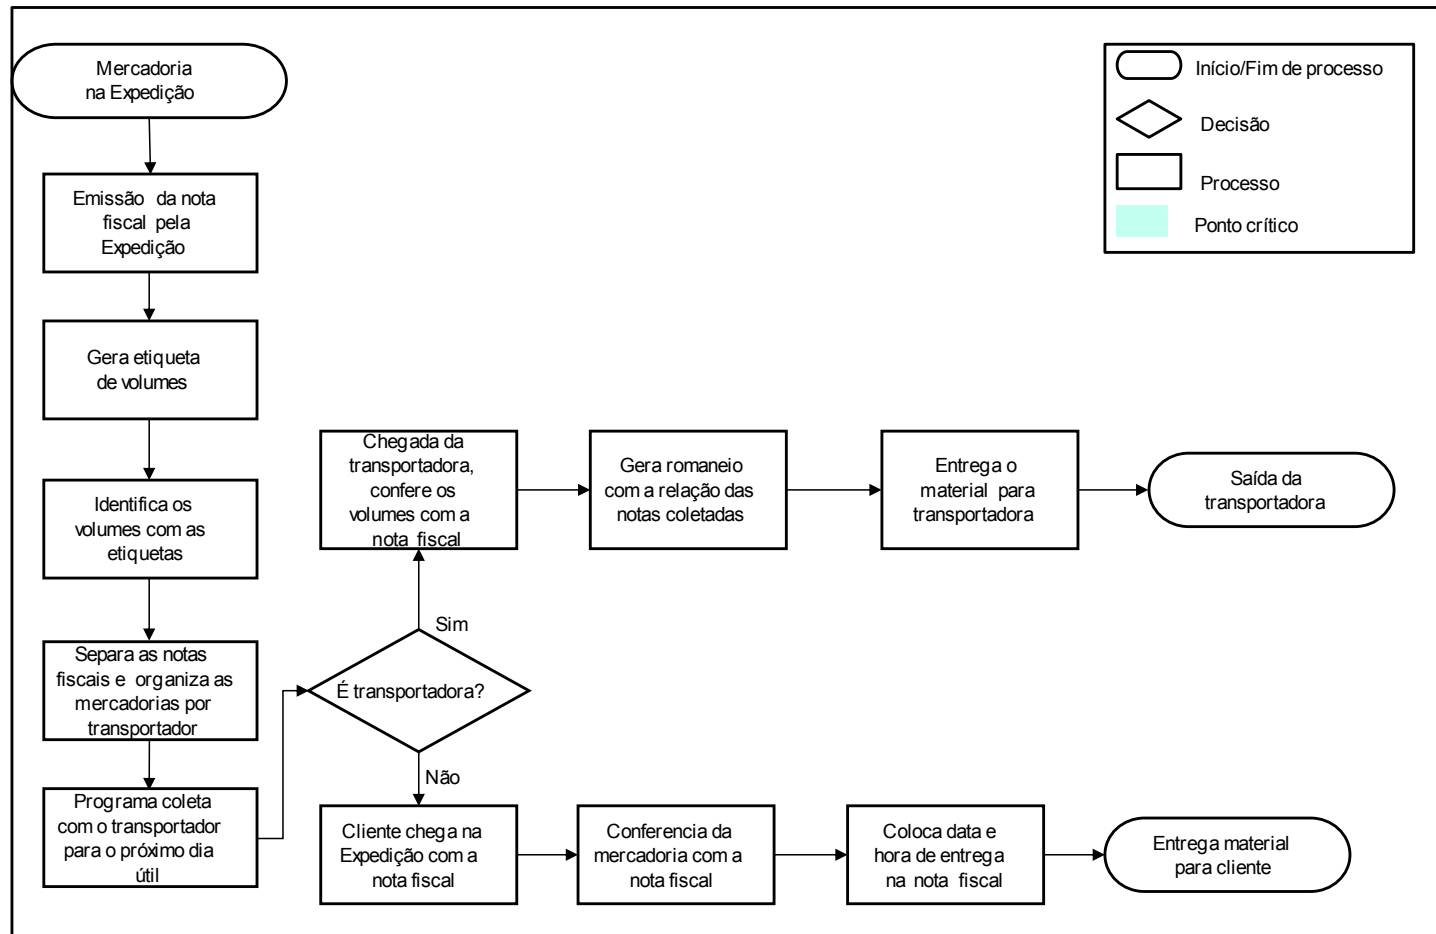 Mercadoria
na Expedição
Emissão da nota
fiscal pela
Expedição
Gera etiqueta
de volumes
Identifica os
volumes com as
etiquetas
Separa as notas
fiscais e organiza as
mercadorias por
transportador
Programa coleta
com o transportador
para o próximo dia
útil
É transportadora?
Sim
Chegada da
transportadora,
confere os
volumes com a
nota fiscal
Gera romaneio
com a relação das
notas coletadas
Entrega o
material para
transportadora
Saída da
transportadora
Não
Cliente chega na
Expedição com a
nota fiscal
Conferencia da
mercadoria com a
nota fiscal
Coloca data e
hora de entrega
na nota fiscal
Entrega material
para cliente
Início/Fim de processo
Decisão
Processo
Ponto crítico